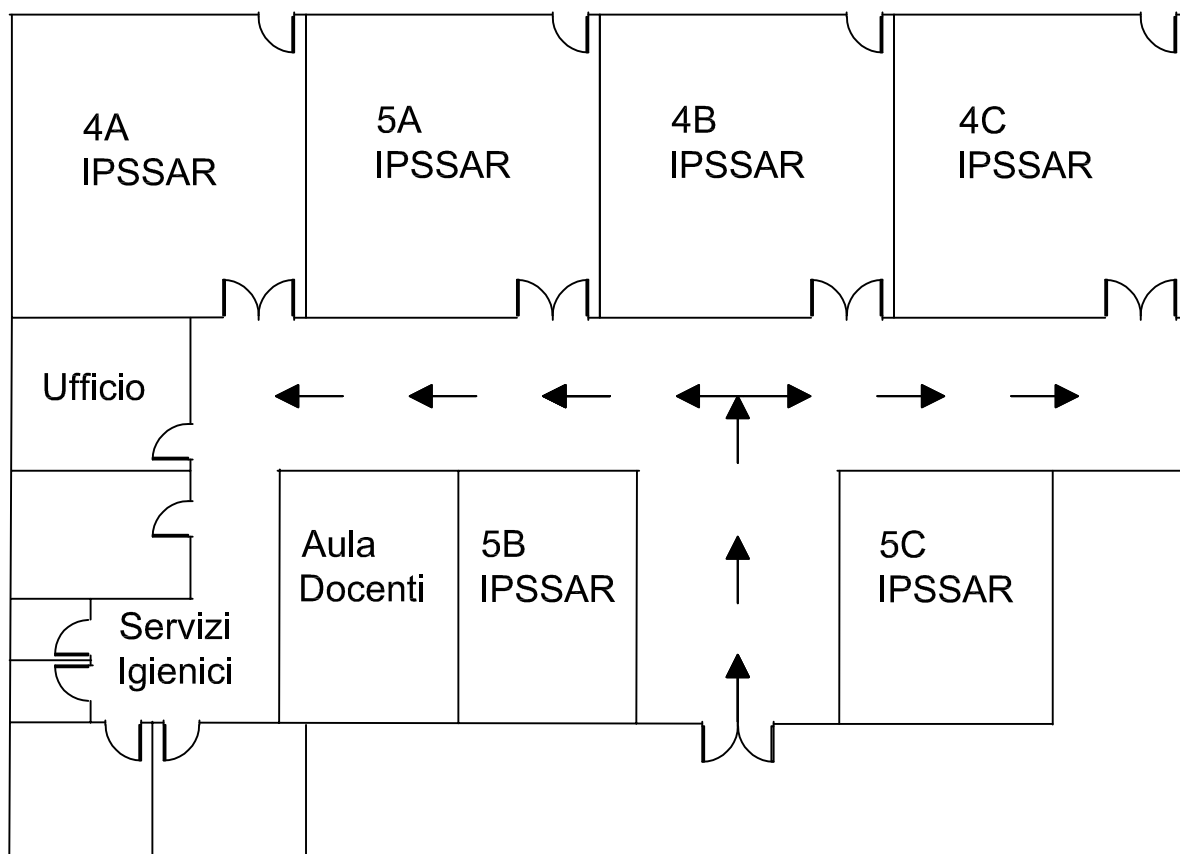 4A
IPSSAR
5A
IPSSAR
4B
IPSSAR
4C
IPSSAR
Ufficio
Aula
Docenti
5B
IPSSAR
5C
IPSSAR
Servizi
Igienici